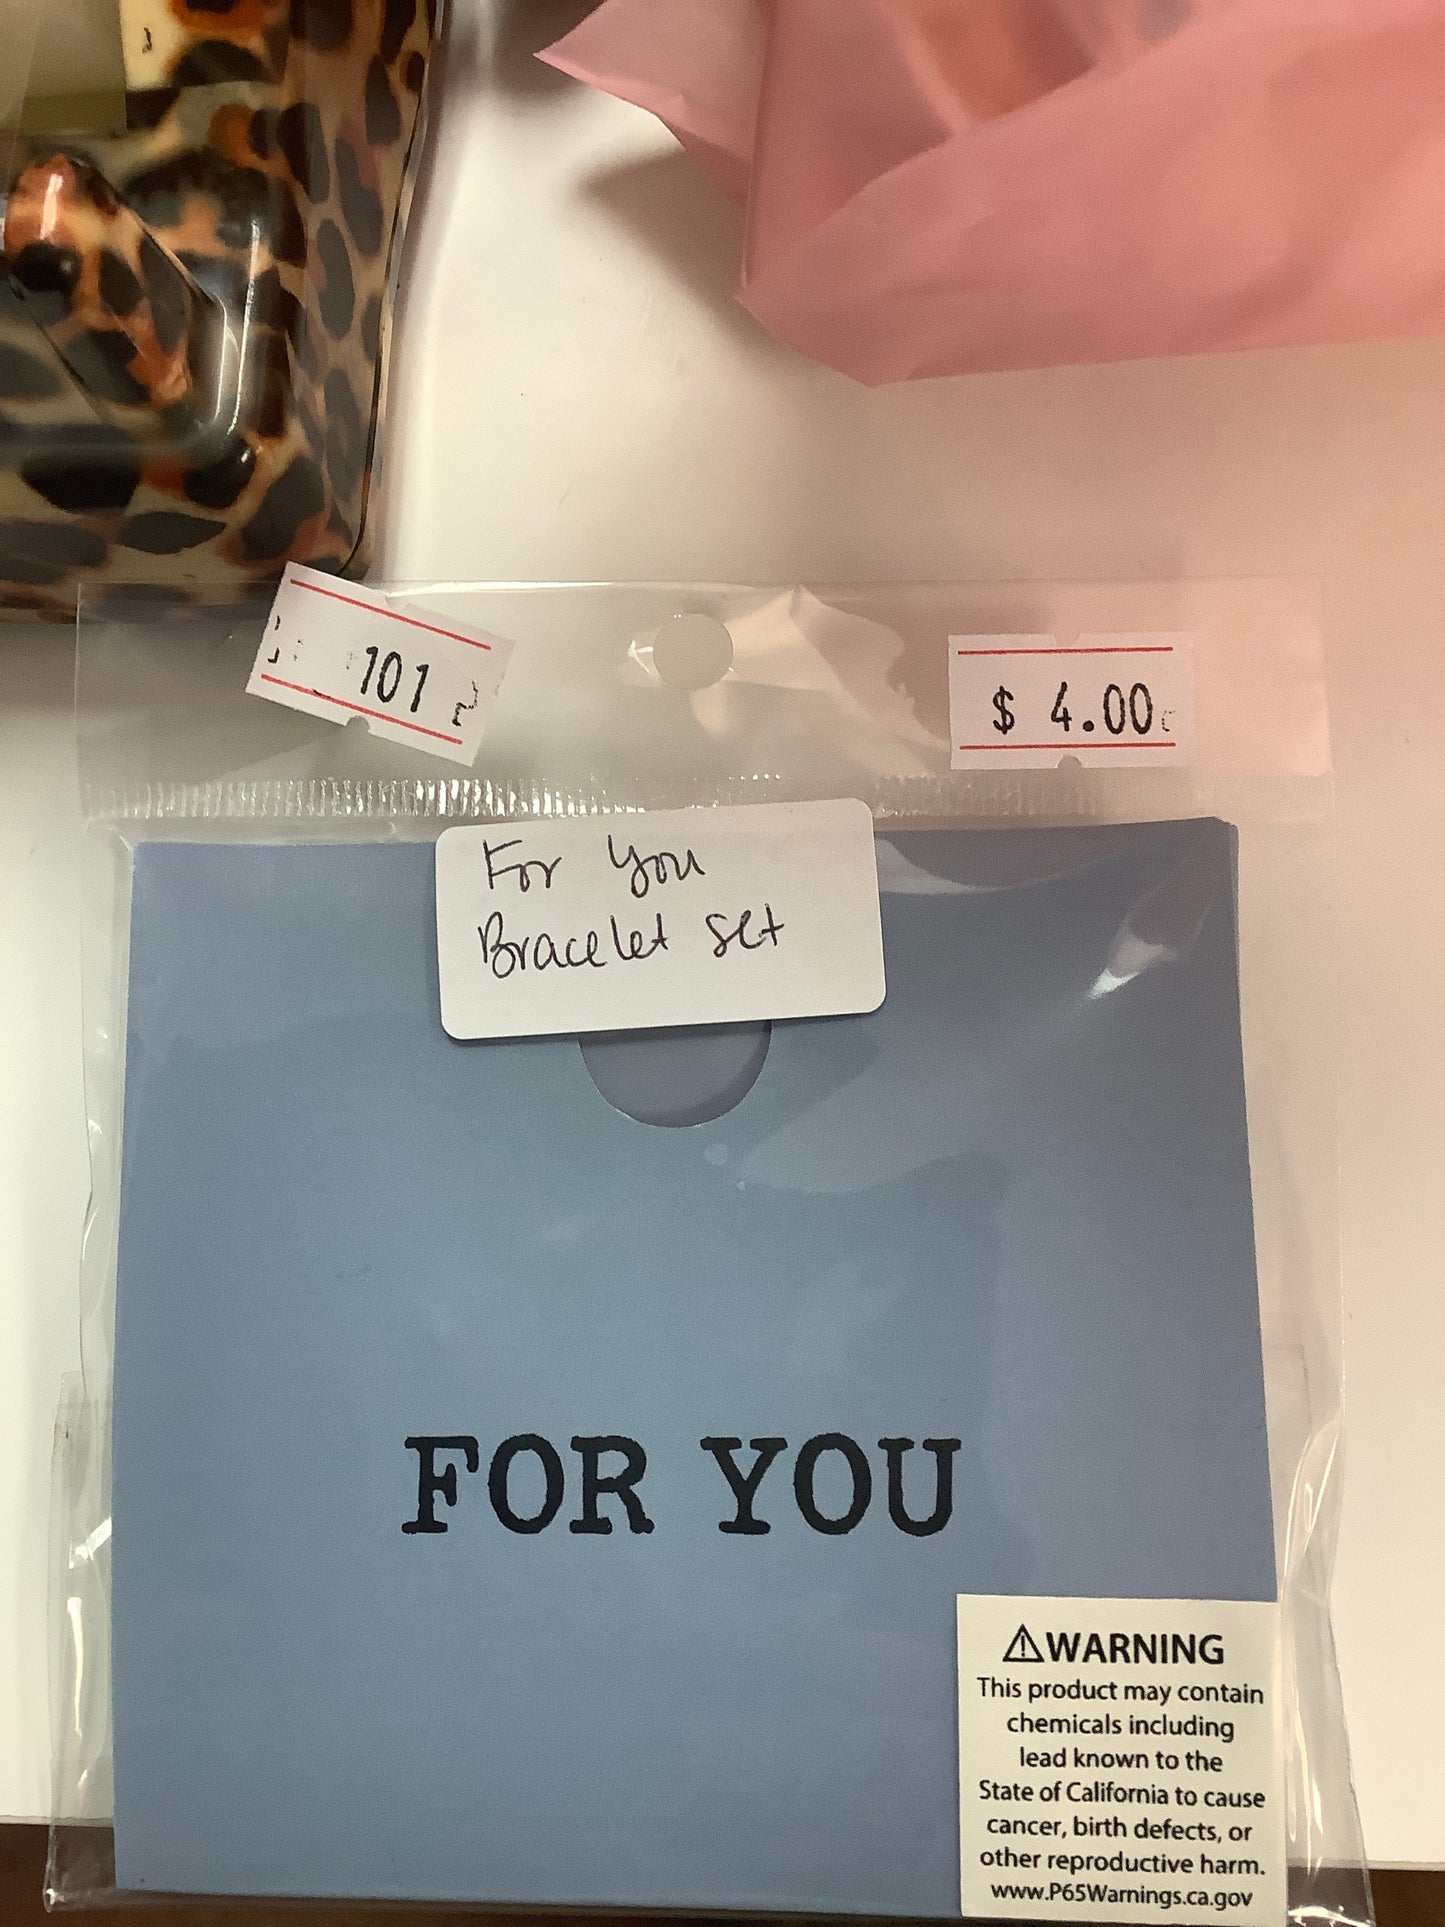 101
$ 4.00
For You
Bracelet set
FOR YOU
⚠WARNING
This product may contain
chemicals including
lead known to the
State of California to cause
cancer, birth defects, or
other reproductive harm.
www.P65Warnings.ca.gov